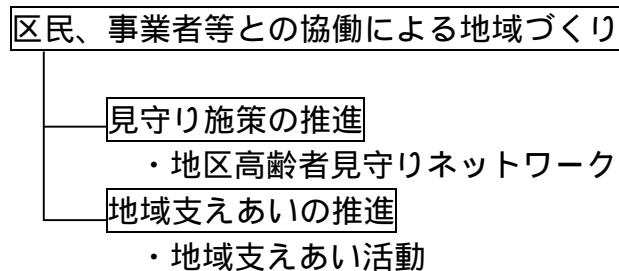 区民、事業者等との協働による地域づくり
見守り施策の推進
・地区高齢者見守りネットワーク
地域支えあいの推進
・地域支えあい活動